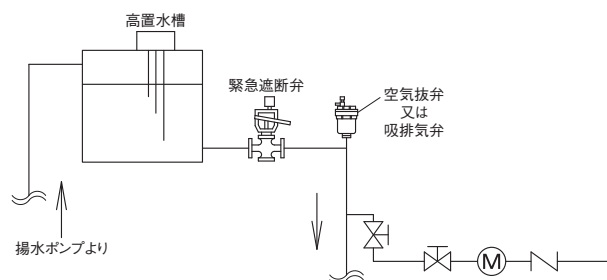 高置水槽
緊急遮断弁
空気抜弁
又は
吸排気弁
揚水ポンプより
M